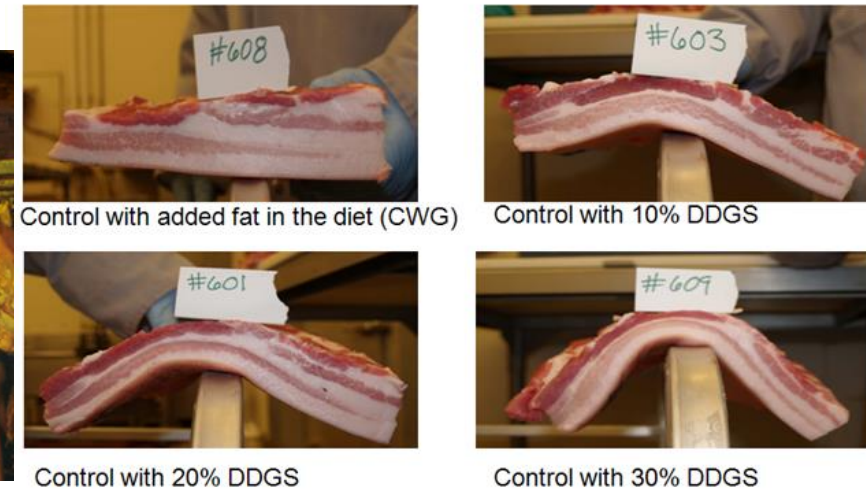 #608
#603
Control with added fat in the diet (CWG)
Control with 10% DDGS
#601
#609
Control with 20% DDGS
Control with 30% DDGS